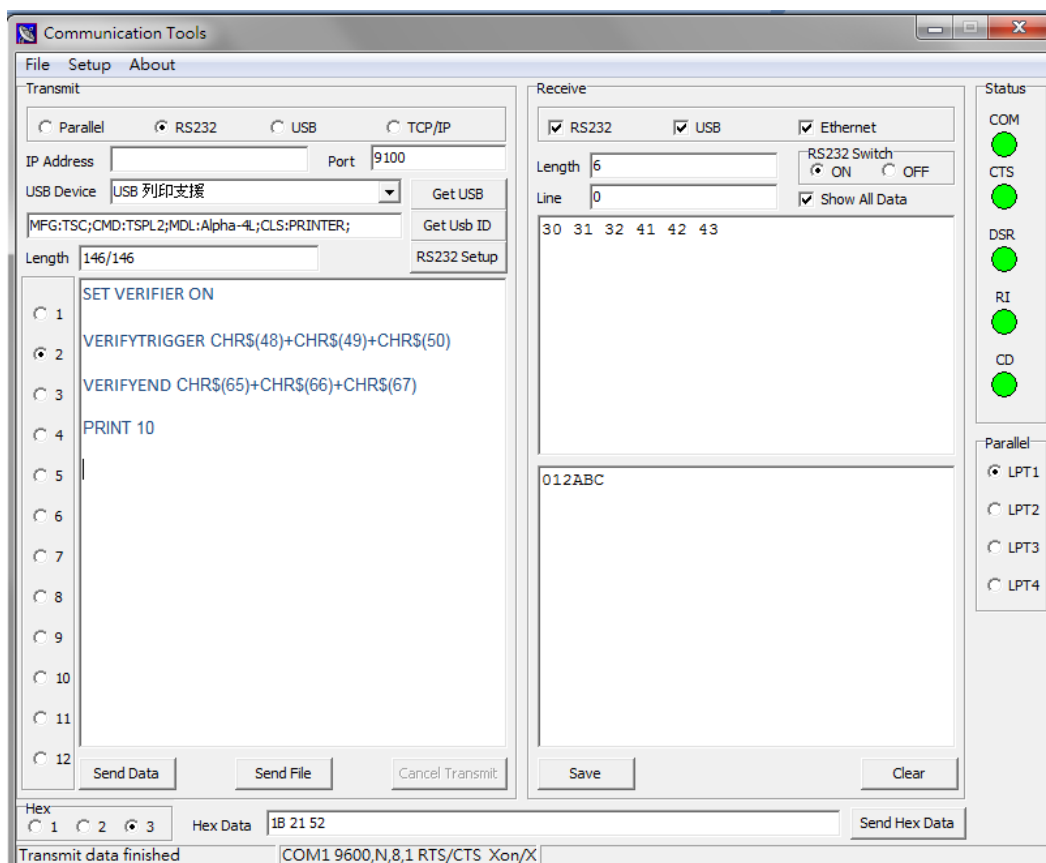 Communication Tools
File Setup About
Transmit
Parallel RS232 USB TCP/IP
IP Address Port 9100
USB Device USB 列印支援 Get USB
MFG:TSC;CMD:TSPL2;MDL:Alpha-4L;CLS:PRINTER; Get Usb ID
Length 146/146 RS232 Setup
1
2
3
4
5
6
7
8
9
10
11
12
SET VERIFIER ON
VERIFYTRIGGER CHR$(48)+CHR$(49)+CHR$(50)
VERIFYEND CHR$(65)+CHR$(66)+CHR$(67)
PRINT 10
Send Data Send File Cancel Transmit
Receive
RS232 USB Ethernet
Length 6
RS232 Switch
ON OFF
Line 0 Show All Data
30 31 32 41 42 43
012ABC
Save Clear
Status
COM
CTS
DSR
RI
CD
Parallel
LPT1
LPT2
LPT3
LPT4
Hex
1 2 3 Hex Data 1B 21 52 Send Hex Data
Transmit data finished COM1 9600,N,8,1 RTS/CTS Xon/X